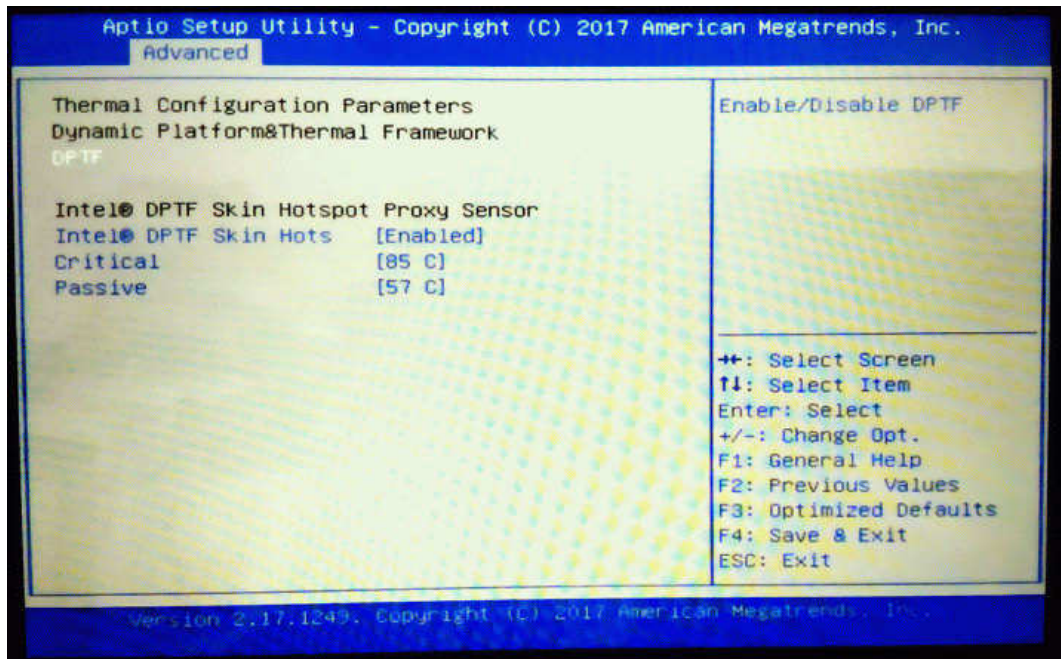 Aptio Setup Utility - Copyright (C) 2017 American Megatrends, Inc.
Advanced
Thermal Configuration Parameters
Dynamic Platform&Thermal Framework
DPTF
Intel® DPTF Skin Hotspot Proxy Sensor
Intel® DPTF Skin Hots [Enabled]
Critical [85 C]
Passive [57 C]
Enable/Disable DPTF
→←: Select Screen
↑↓: Select Item
Enter: Select
+/-: Change Opt.
F1: General Help
F2: Previous Values
F3: Optimized Defaults
F4: Save & Exit
ESC: Exit
Version 2.17.1249. Copyright (C) 2017 American Megatrends, Inc.